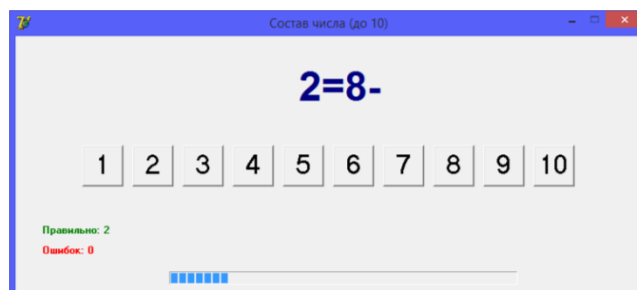 Состав числа (до 10)
2=8-
1 2 3 4 5 6 7 8 9 10
Правильно: 2
Ошибок: 0